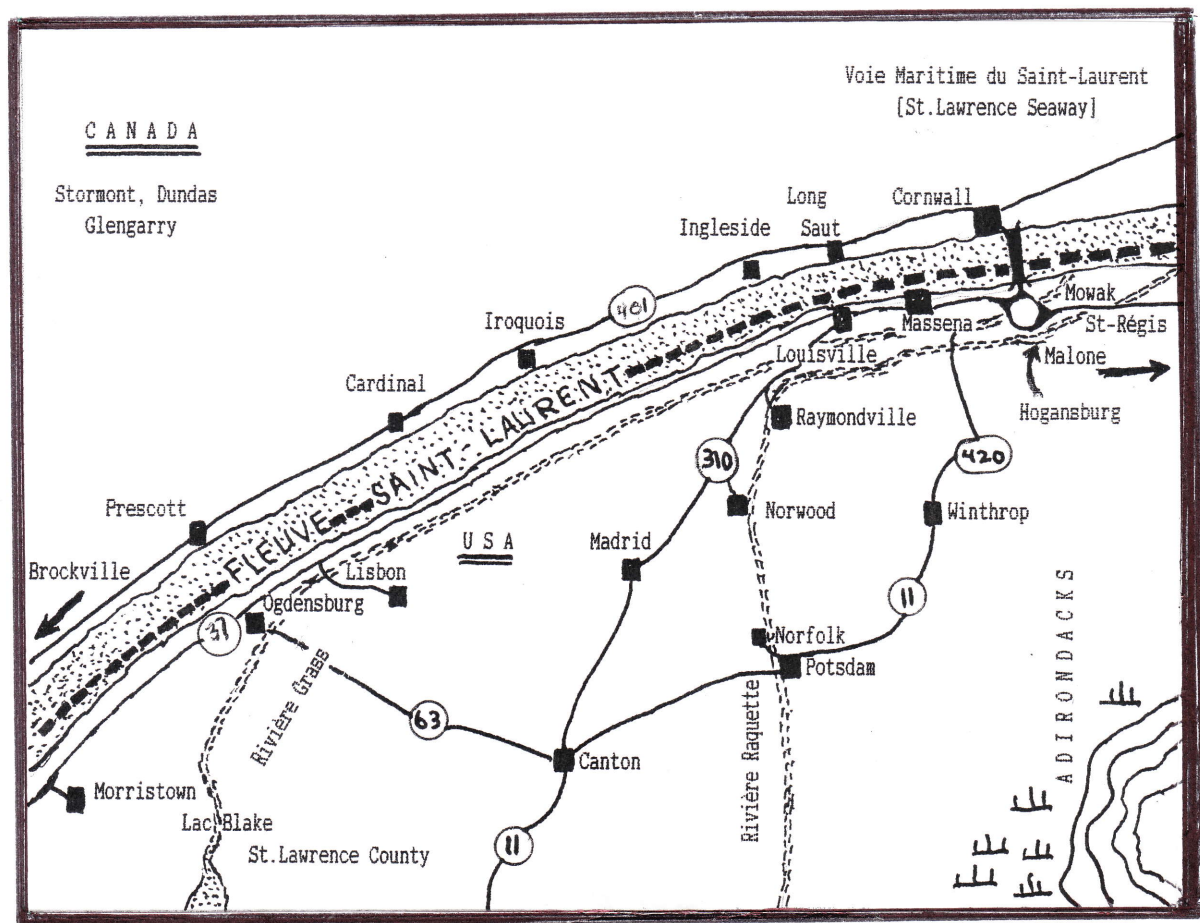 Voie Maritime du Saint-Laurent
[St.Lawrence Seaway]
CANADA
Stormont, Dundas
Glengarry
Long
Saut
Cornwall
Ingleside
Mowak
401
Iroquois
Massena
St-Régis
Louisville
Malone
Cardinal
Hogansburg
Raymondville
FLEUVE SAINT-LAURENT
310
420
Prescott
Norwood
Winthrop
USA
Madrid
Brockville
Lisbon
Ogdensburg
11
37
Norfolk
Potsdam
Rivière Grass
63
Rivière Raquette
ADIRONDACKS
Canton
Morristown
Lac Blake
11
St.Lawrence County